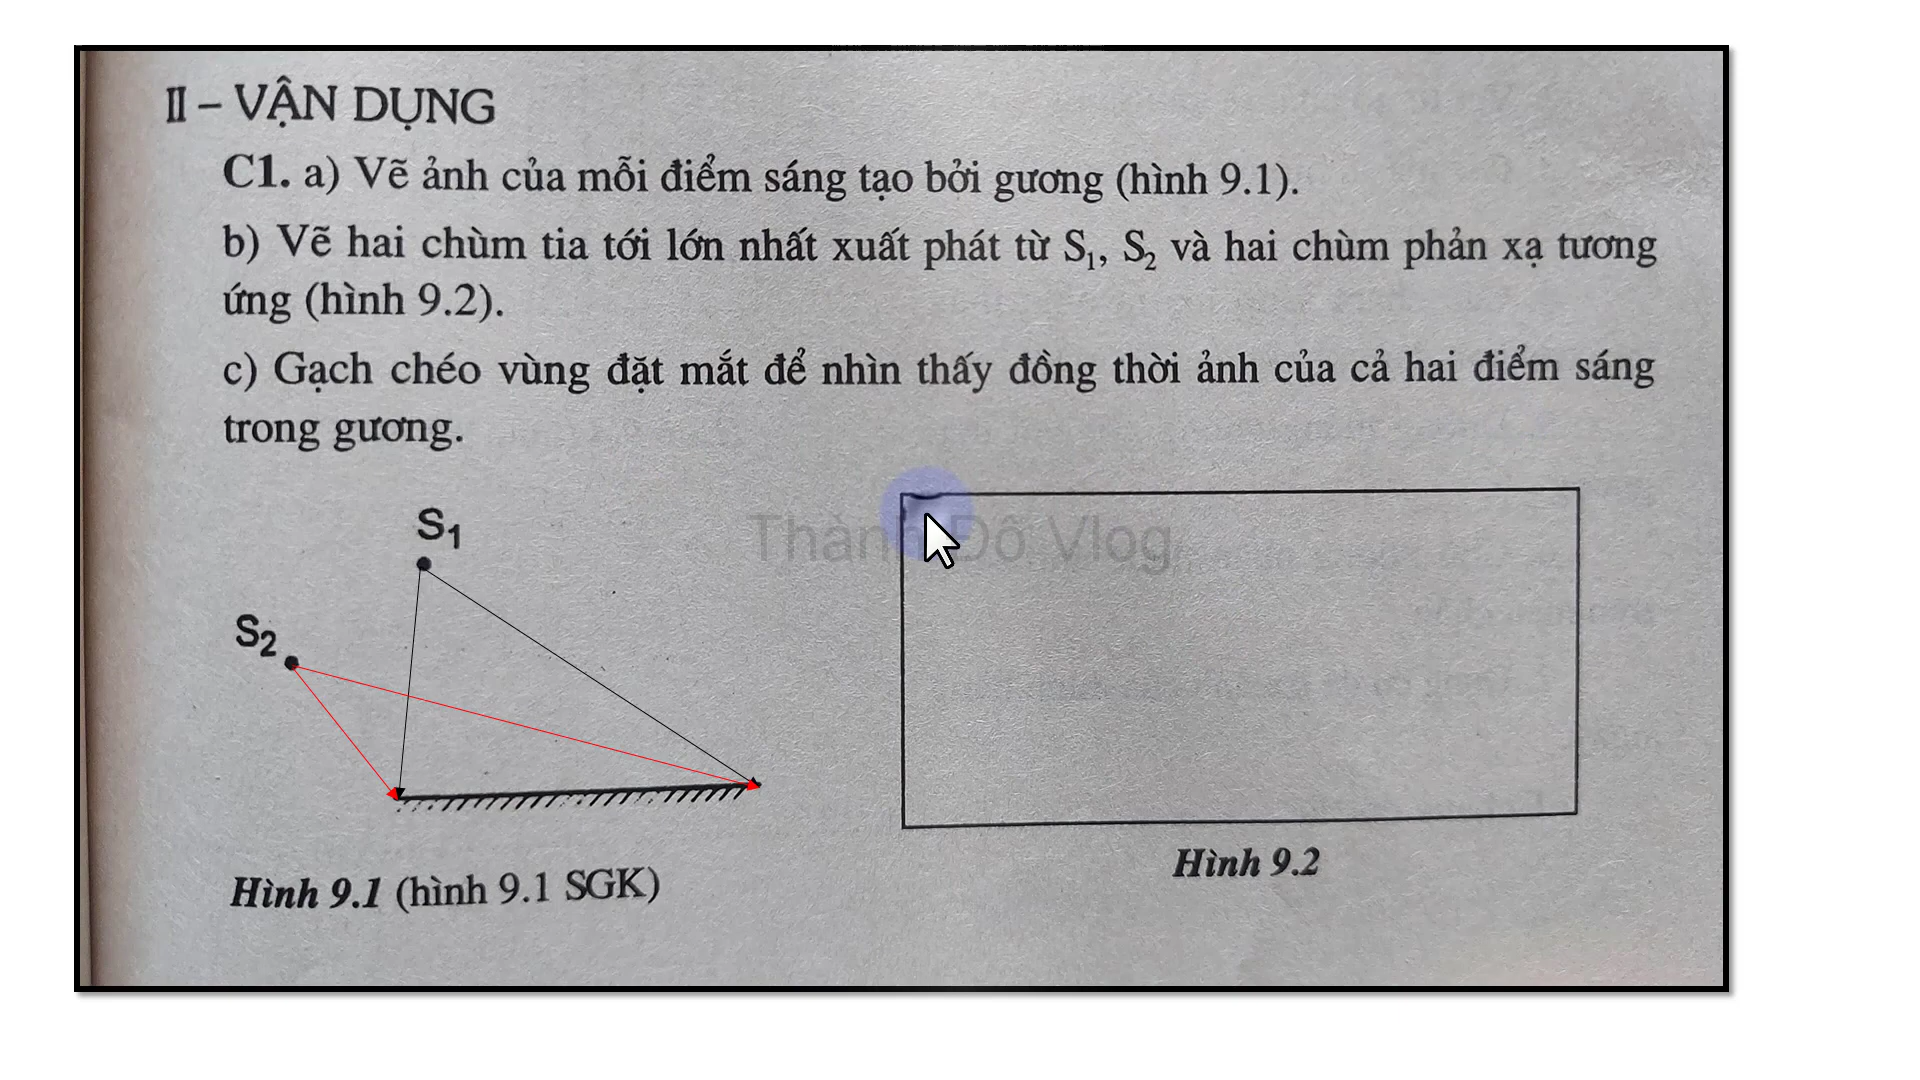 II – VẬN DỤNG
C1. a) Vẽ ảnh của mỗi điểm sáng tạo bởi gương (hình 9.1).
b) Vẽ hai chùm tia tới lớn nhất xuất phát từ S₁, S₂ và hai chùm phản xạ tương
ứng (hình 9.2).
c) Gạch chéo vùng đặt mắt để nhìn thấy đồng thời ảnh của cả hai điểm sáng
trong gương.
S₁
Thành Đô Vlog
S₂
Hình 9.2
Hình 9.1 (hình 9.1 SGK)